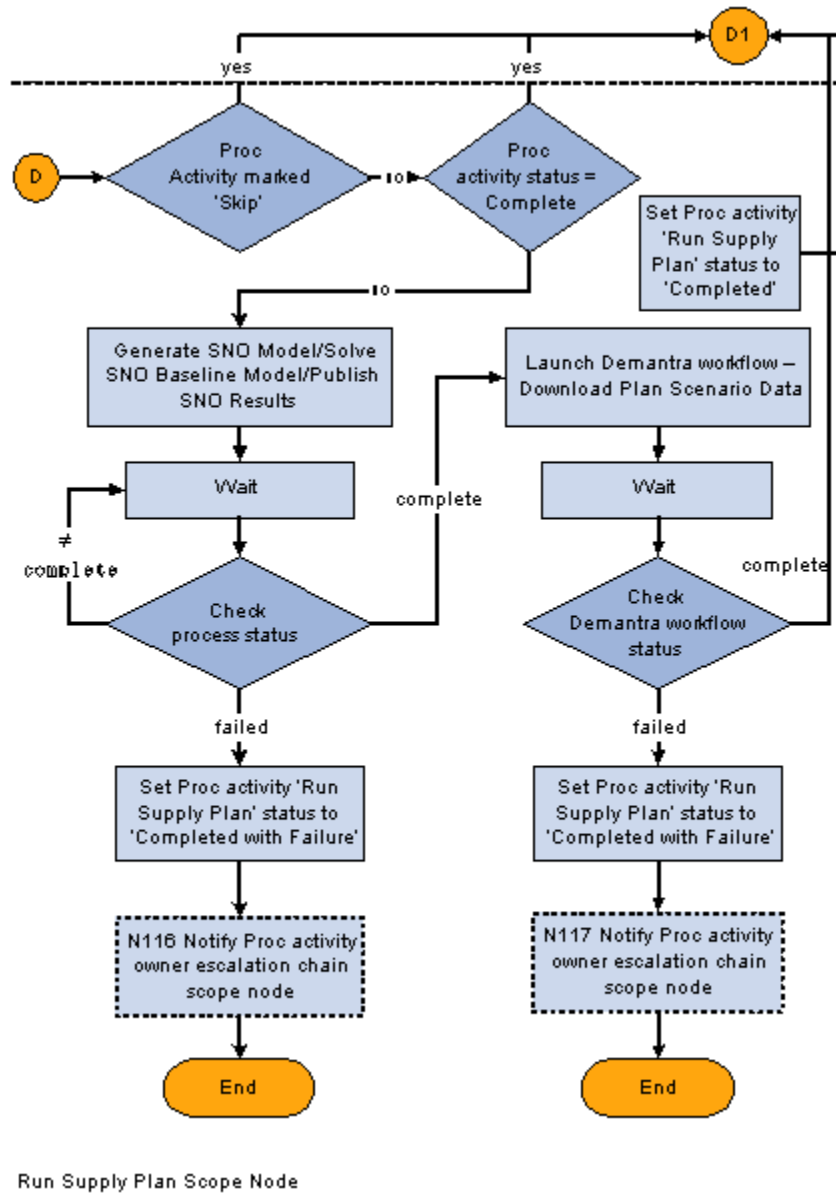 D1
yes
yes
D
Proc
Activity marked
'Skip'
no
Proc
activity status =
Complete
Set Proc activity
'Run Supply
Plan' status to
'Completed'
no
Generate SNO Model/Solve
SNO Baseline Model/Publish
SNO Results
Launch Demantra workflow –
Download Plan Scenario Data
Wait
Wait
complete
≠
complete
complete
Check
process status
Check
Demantra workflow
status
failed
failed
Set Proc activity 'Run
Supply Plan' status to
'Completed with Failure'
Set Proc activity 'Run
Supply Plan' status to
'Completed with Failure'
N116 Notify Proc activity
owner escalation chain
scope node
N117 Notify Proc activity
owner escalation chain
scope node
End
End
Run Supply Plan Scope Node